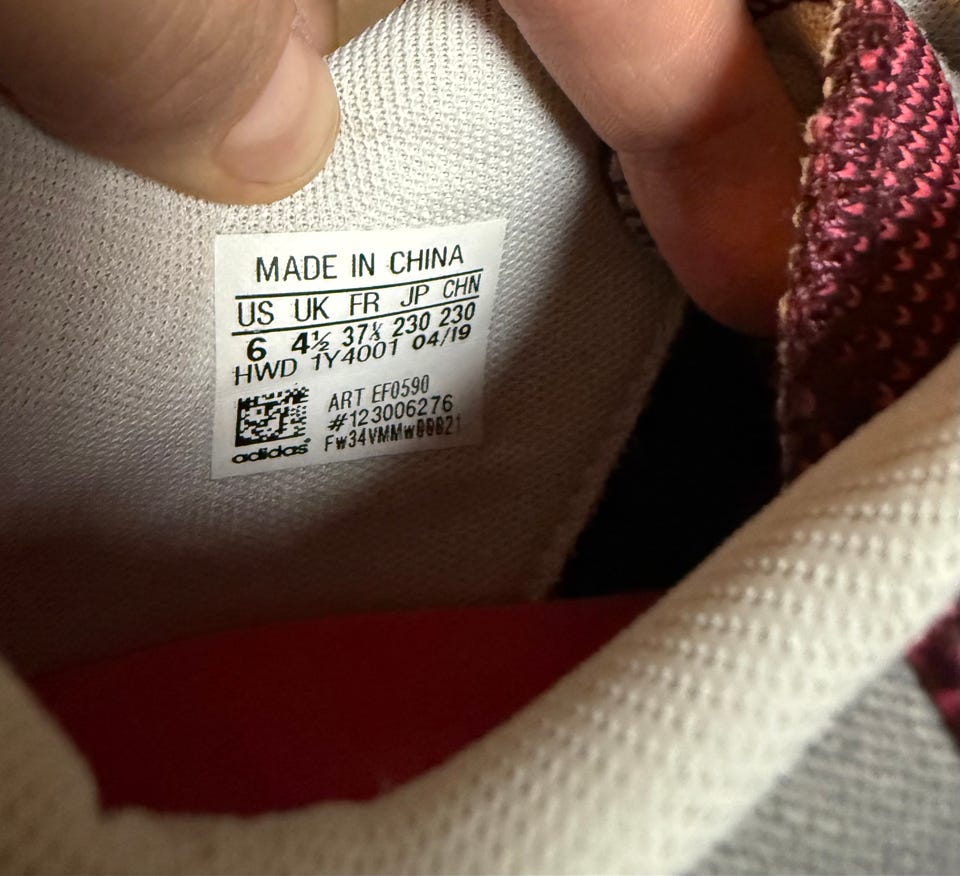 MADE IN CHINA
US UK FR JP CHN
6 4½ 37⅓ 230 230
HWD 1Y4001 04/19
ART EF0590
#123006276
adidas